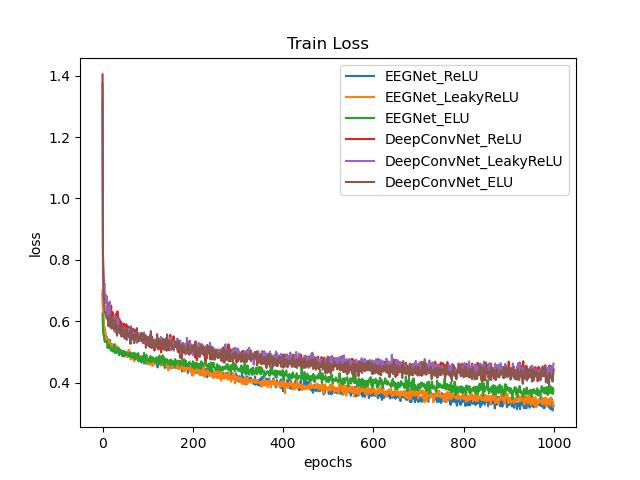 Train Loss
1.4
1.2
1.0
0.8
0.6
0.4
loss
EEGNet_ReLU
EEGNet_LeakyReLU
EEGNet_ELU
DeepConvNet_ReLU
DeepConvNet_LeakyReLU
DeepConvNet_ELU
0 200 400 600 800 1000
epochs